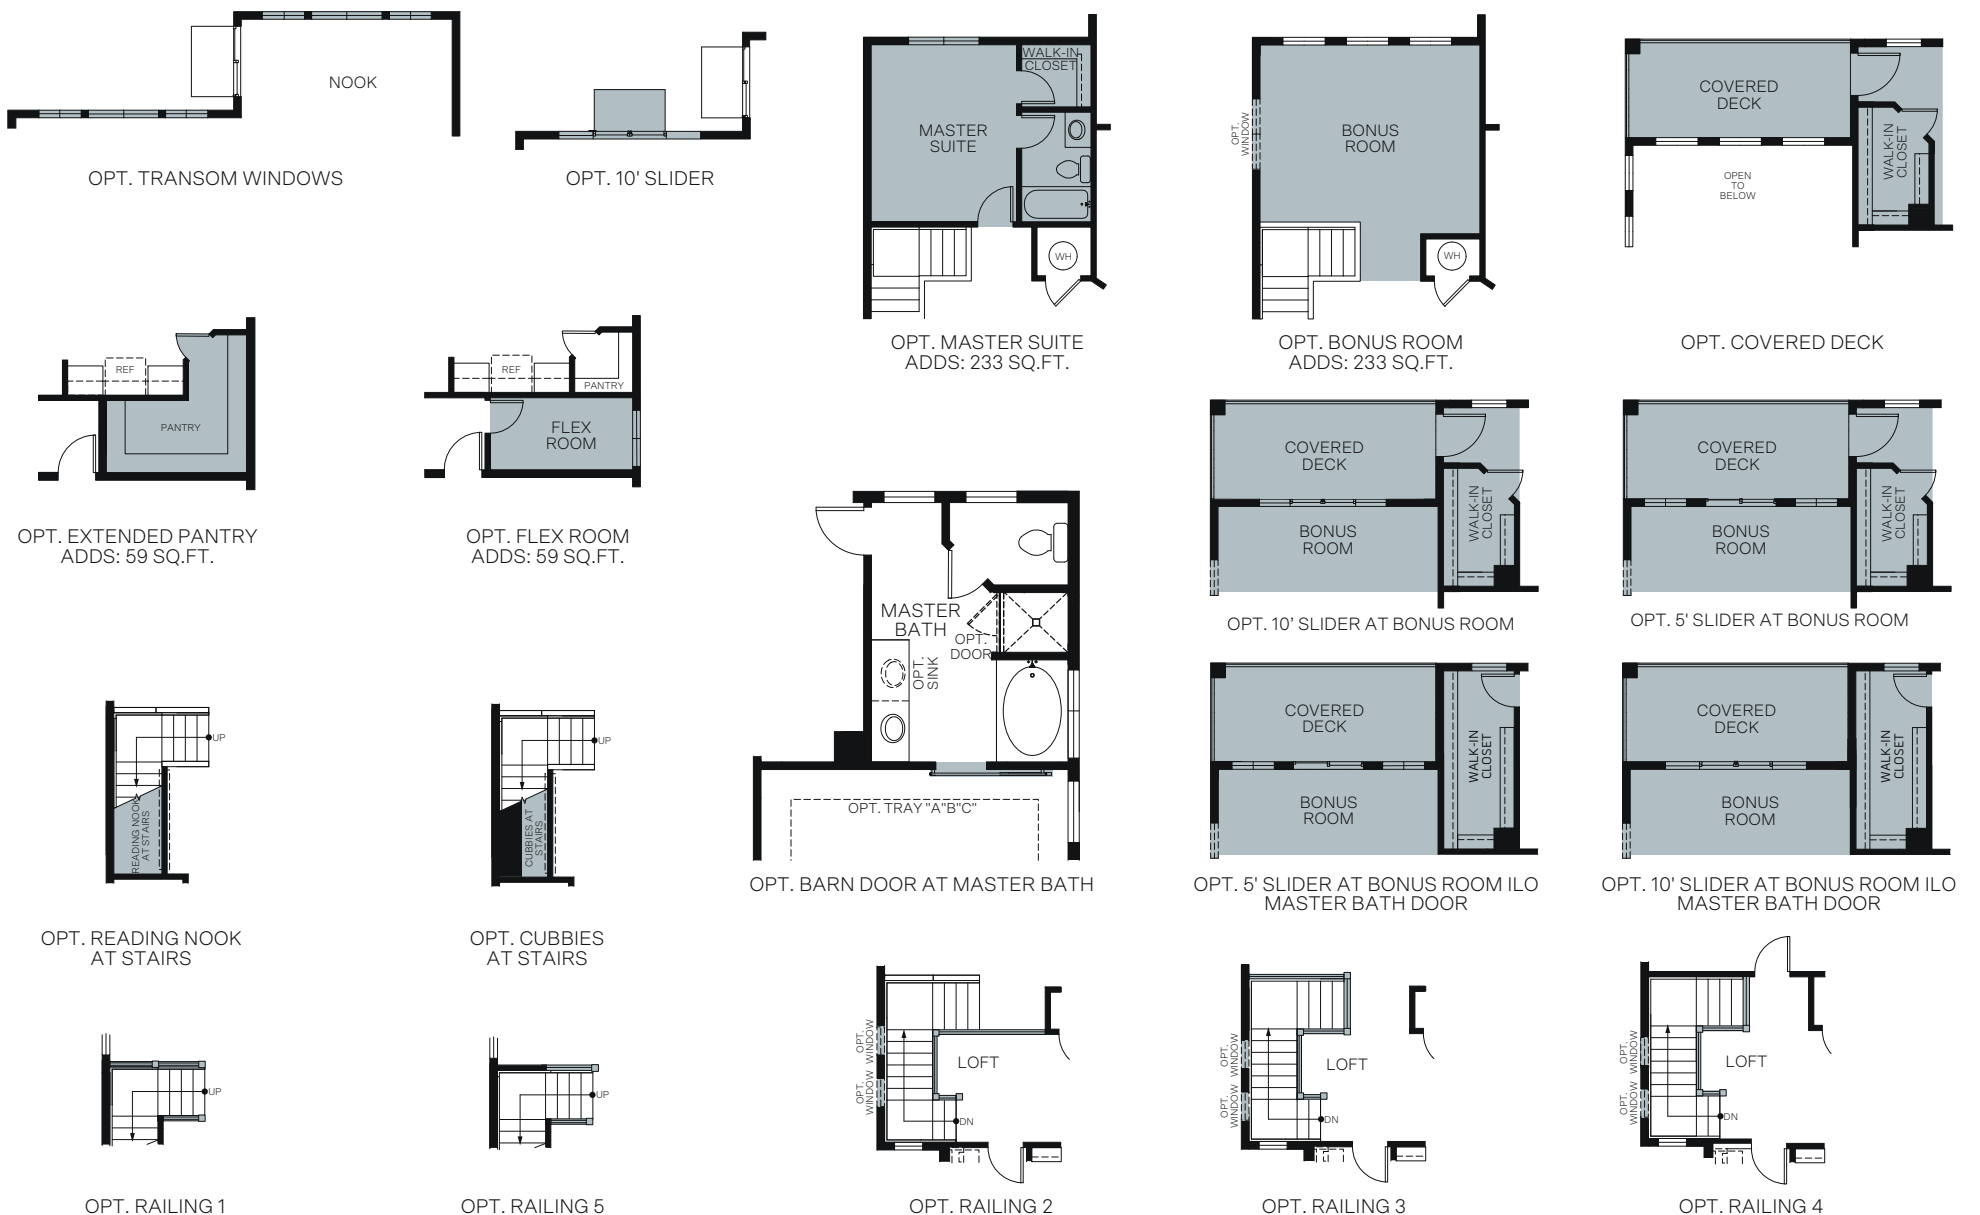 NOOK
OPT. TRANSOM WINDOWS
OPT. 10' SLIDER
WALK-IN
CLOSET
MASTER
SUITE
WH
OPT. MASTER SUITE
ADDS: 233 SQ.FT.
OPT.
WINDOW
BONUS
ROOM
WH
OPT. BONUS ROOM
ADDS: 233 SQ.FT.
COVERED
DECK
WALK-IN
CLOSET
OPEN
TO
BELOW
OPT. COVERED DECK
REF
PANTRY
OPT. EXTENDED PANTRY
ADDS: 59 SQ.FT.
REF
PANTRY
FLEX
ROOM
OPT. FLEX ROOM
ADDS: 59 SQ.FT.
MASTER
BATH
OPT.
DOOR
OPT.
SINK
OPT. TRAY "A"B"C"
OPT. BARN DOOR AT MASTER BATH
COVERED
DECK
WALK-IN
CLOSET
BONUS
ROOM
OPT. 10' SLIDER AT BONUS ROOM
COVERED
DECK
WALK-IN
CLOSET
BONUS
ROOM
OPT. 5' SLIDER AT BONUS ROOM
COVERED
DECK
WALK-IN
CLOSET
BONUS
ROOM
OPT. 5' SLIDER AT BONUS ROOM ILO
MASTER BATH DOOR
COVERED
DECK
WALK-IN
CLOSET
BONUS
ROOM
OPT. 10' SLIDER AT BONUS ROOM ILO
MASTER BATH DOOR
UP
READING NOOK
AT STAIRS
OPT. READING NOOK
AT STAIRS
UP
CUBBIES AT
STAIRS
OPT. CUBBIES
AT STAIRS
UP
OPT. RAILING 1
UP
OPT. RAILING 5
OPT.
WINDOW
OPT.
WINDOW
LOFT
DN
OPT. RAILING 2
OPT.
WINDOW
OPT.
WINDOW
LOFT
DN
OPT. RAILING 3
OPT.
WINDOW
OPT.
WINDOW
LOFT
DN
OPT. RAILING 4